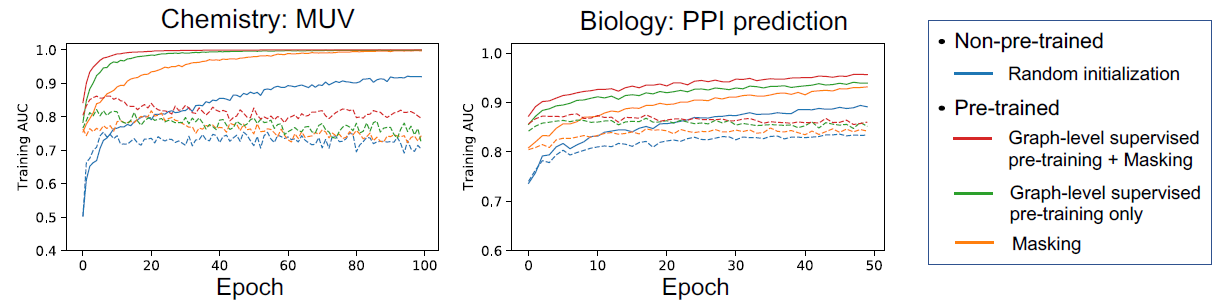 Chemistry: MUV
1.0
0.9
0.8
0.7
0.6
0.5
0.4
Training AUC
0
20
40
60
80
100
Epoch
Biology: PPI prediction
1.0
0.9
0.8
0.7
0.6
Training AUC
0
10
20
30
40
50
Epoch
• Non-pre-trained
Random initialization
• Pre-trained
Graph-level supervised
pre-training + Masking
Graph-level supervised
pre-training only
Masking